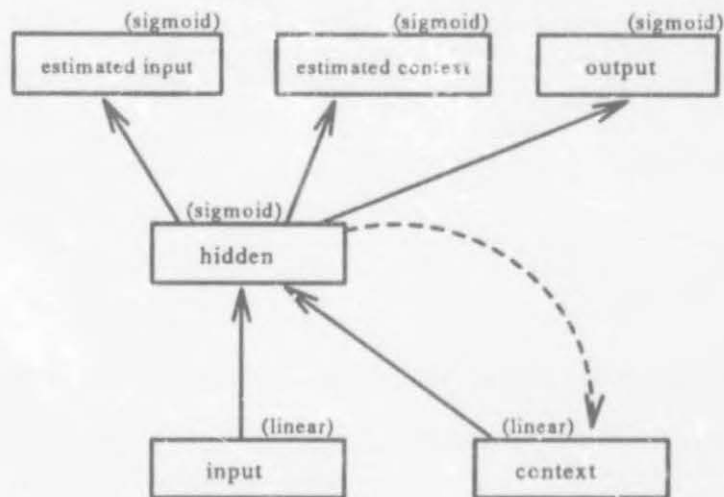 (sigmoid) (sigmoid) (sigmoid)
estimated input estimated context output
(sigmoid)
hidden
(linear) (linear)
input context